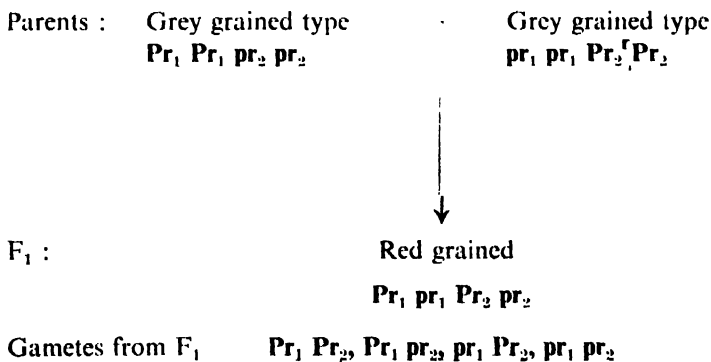 Parents : Grey grained type · Grey grained type
Pr₁ Pr₁ pr₂ pr₂ pr₁ pr₁ Pr₂ Pr₂
F₁ : Red grained
Pr₁ pr₁ Pr₂ pr₂
Gametes from F₁ Pr₁ Pr₂, Pr₁ pr₂, pr₁ Pr₂, pr₁ pr₂